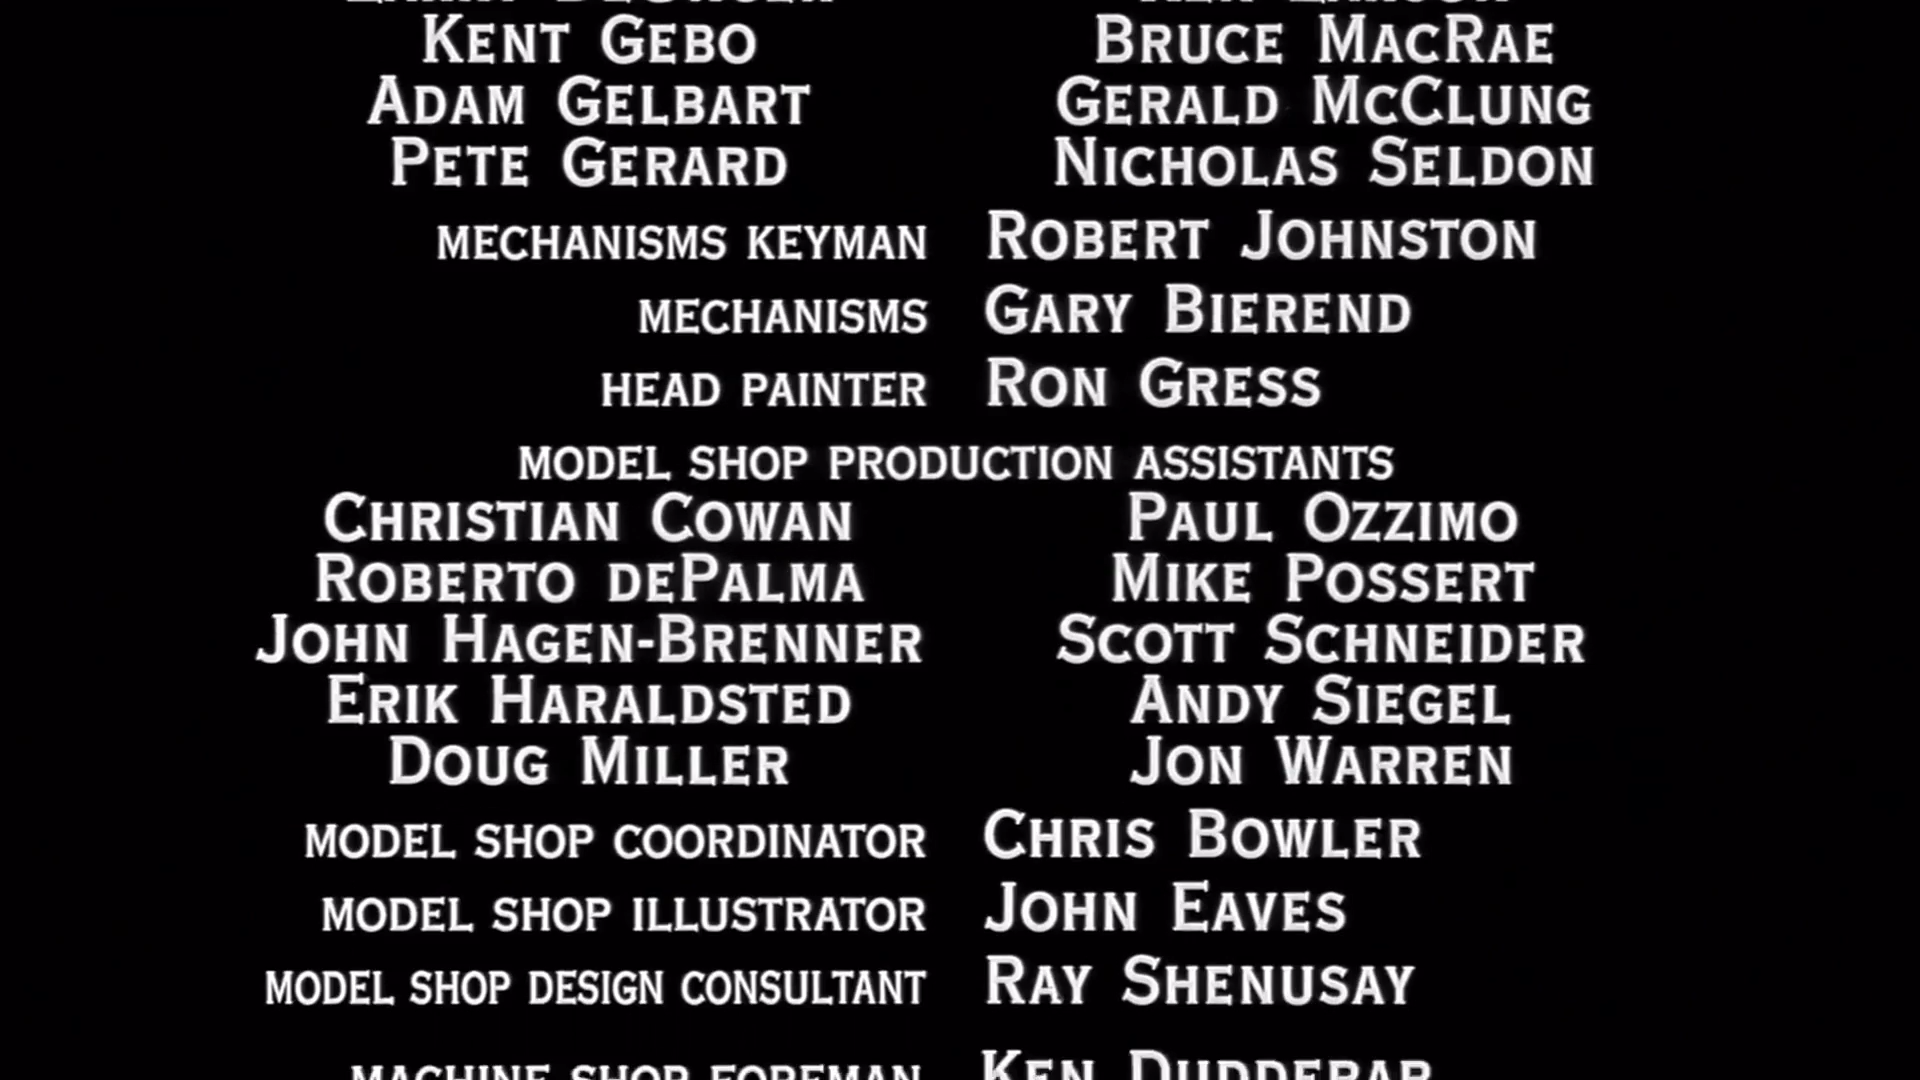 Kent Gebo Bruce MacRae
Adam Gelbart Gerald McClung
Pete Gerard Nicholas Seldon
MECHANISMS KEYMAN Robert Johnston
MECHANISMS Gary Bierend
HEAD PAINTER Ron Gress
MODEL SHOP PRODUCTION ASSISTANTS
Christian Cowan Paul Ozzimo
Roberto dePalma Mike Possert
John Hagen-Brenner Scott Schneider
Erik Haraldsted Andy Siegel
Doug Miller Jon Warren
MODEL SHOP COORDINATOR Chris Bowler
MODEL SHOP ILLUSTRATOR John Eaves
MODEL SHOP DESIGN CONSULTANT Ray Shenusay
MACHINE SHOP FOREMAN Ken